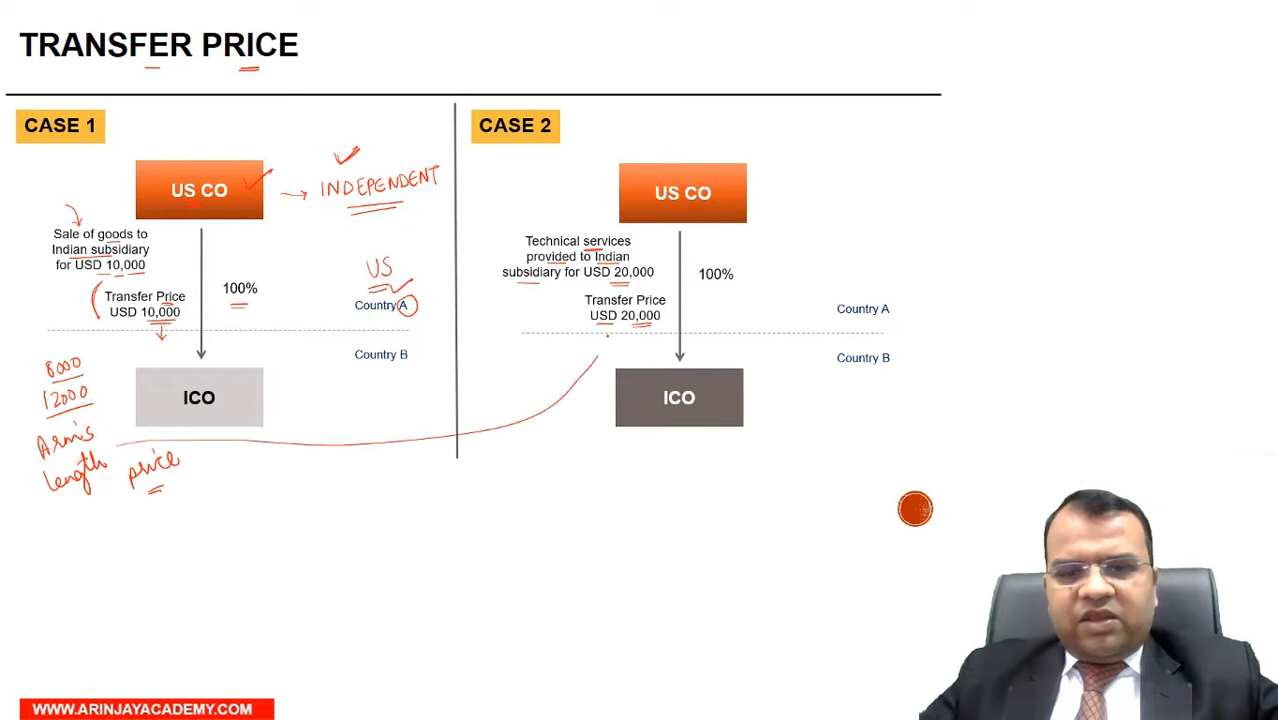 TRANSFER PRICE
CASE 1
US CO
INDEPENDENT
Sale of goods to
Indian subsidiary
for USD 10,000
Transfer Price
USD 10,000
100%
US
Country A
Country B
8000
12000
ICO
Arm's
length
price
CASE 2
US CO
Technical services
provided to Indian
subsidiary for USD 20,000
100%
Transfer Price
USD 20,000
Country A
Country B
ICO
WWW.ARINJAYACADEMY.COM